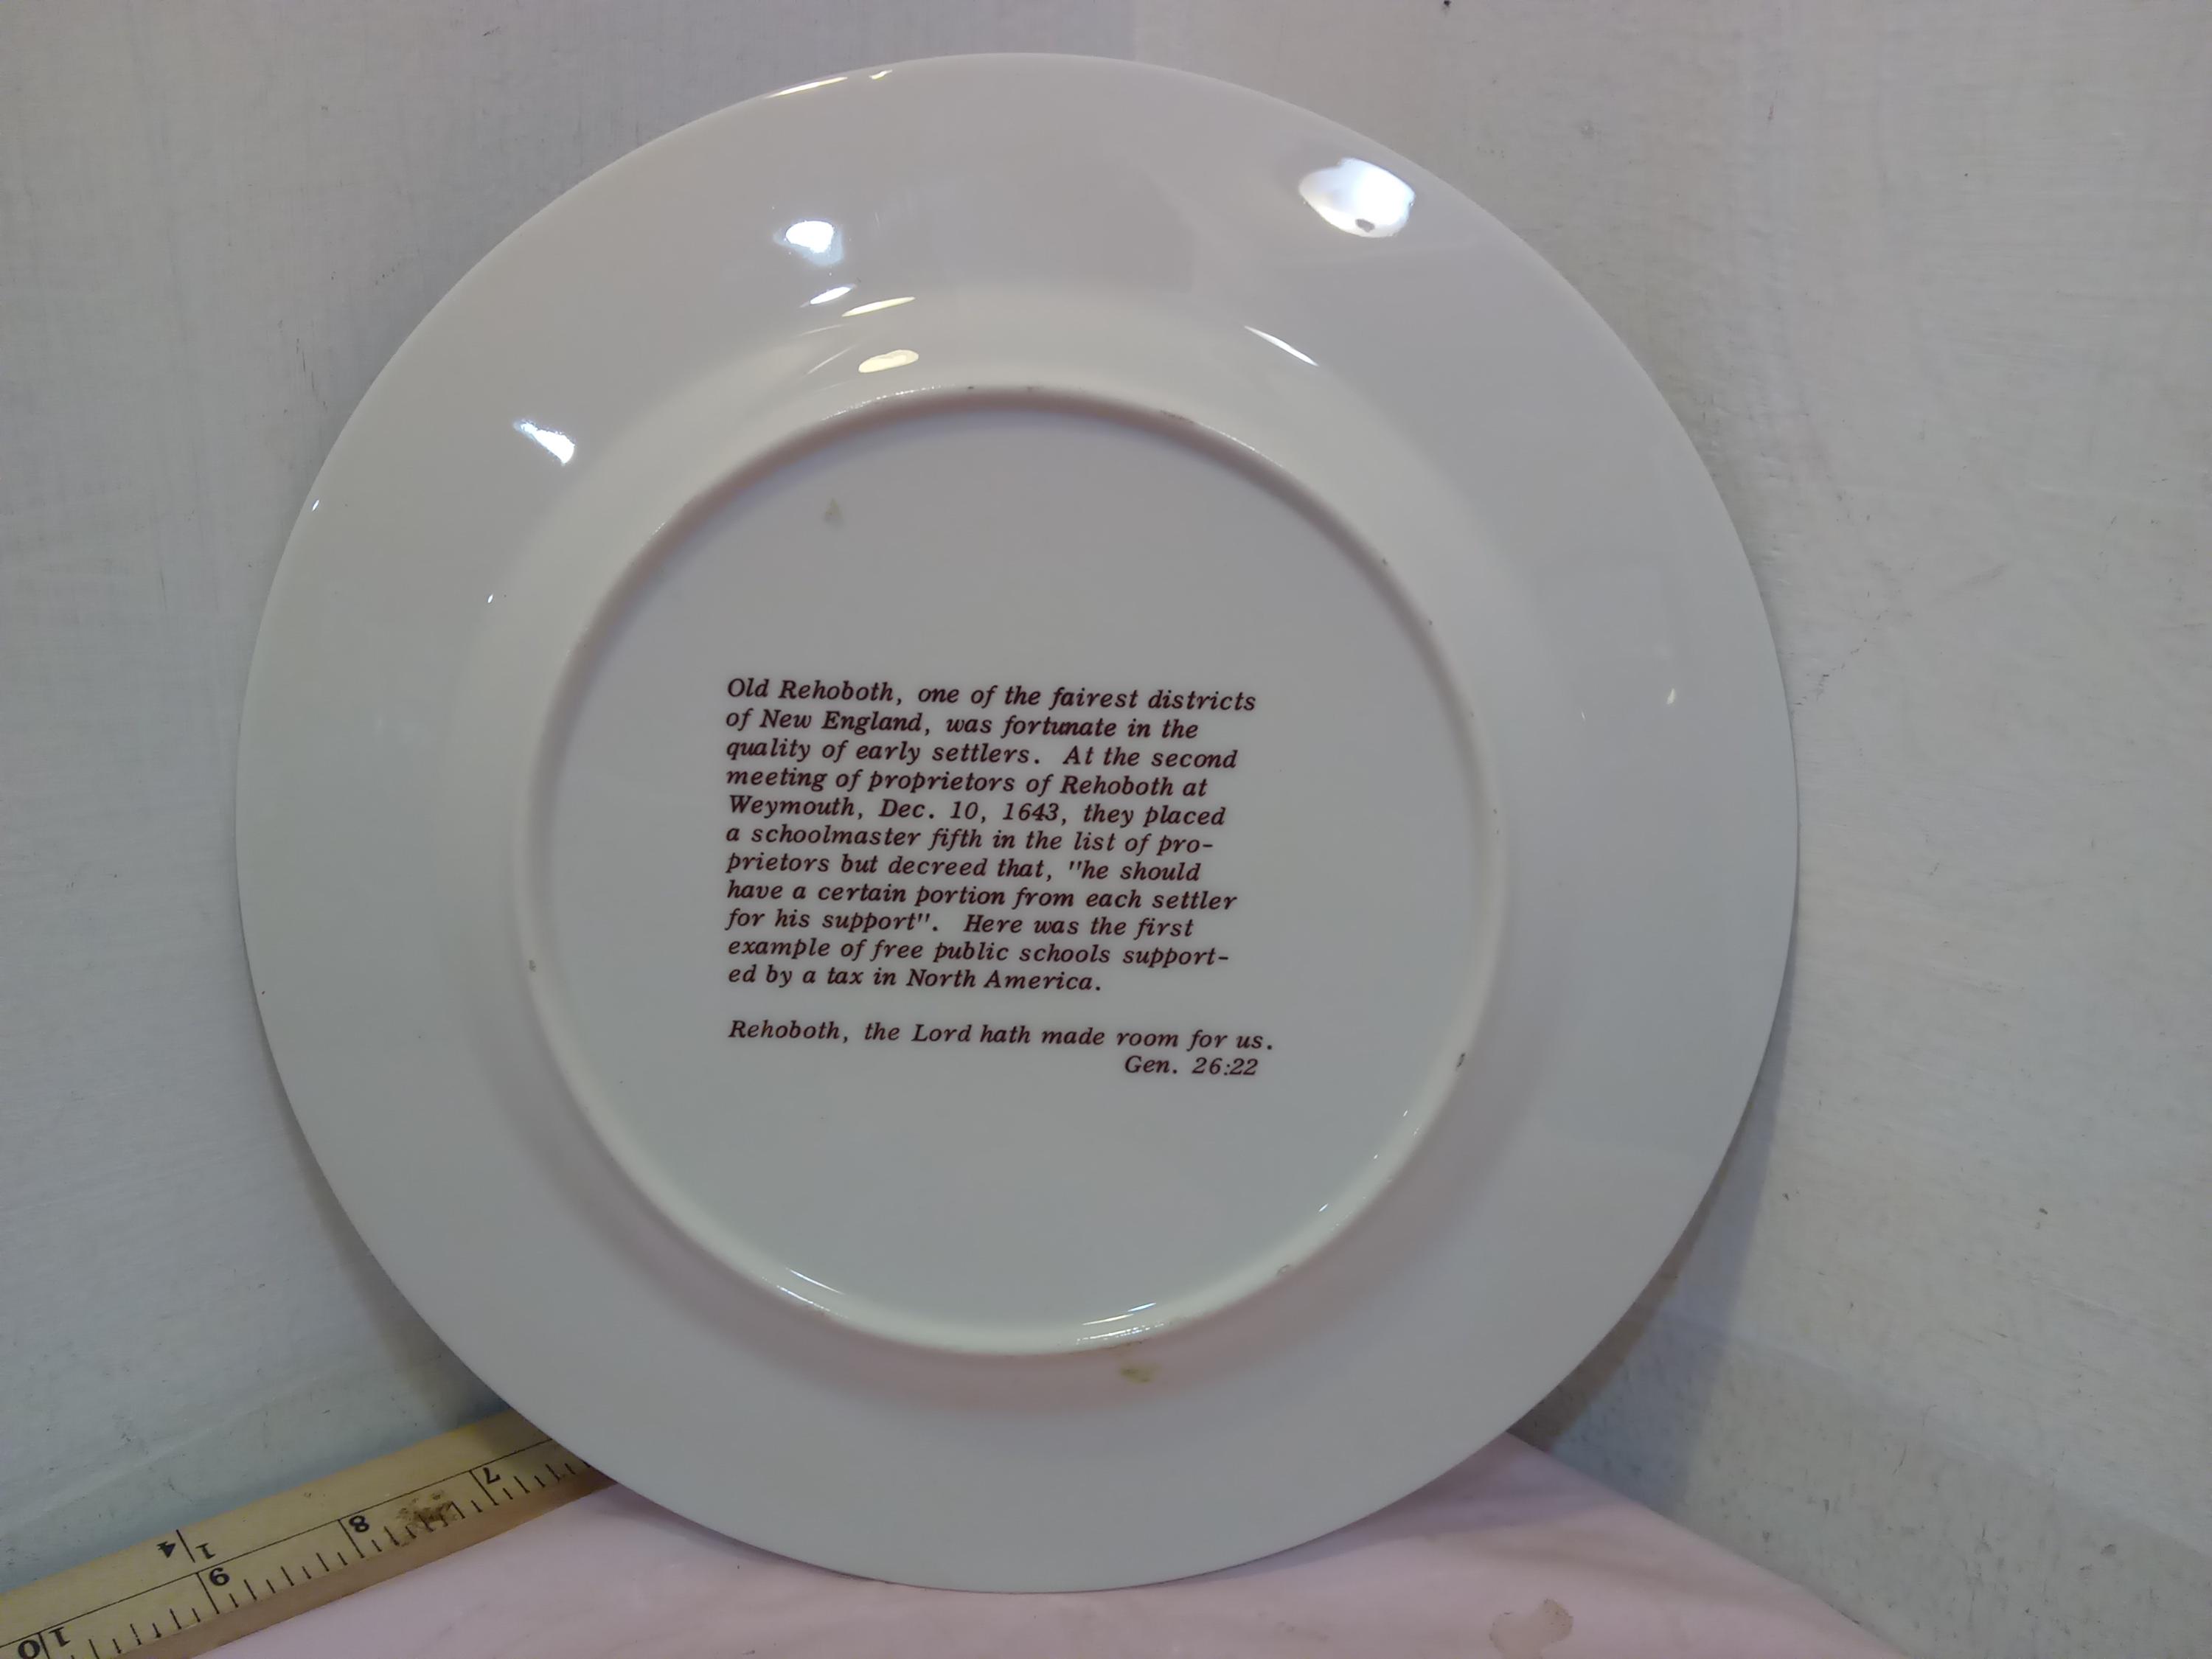 Old Rehoboth, one of the fairest districts
of New England, was fortunate in the
quality of early settlers. At the second
meeting of proprietors of Rehoboth at
Weymouth, Dec. 10, 1643, they placed
a schoolmaster fifth in the list of pro-
prietors but decreed that, "he should
have a certain portion from each settler
for his support". Here was the first
example of free public schools support-
ed by a tax in North America.
Rehoboth, the Lord hath made room for us.
Gen. 26:22
7
8
1/4
9
10